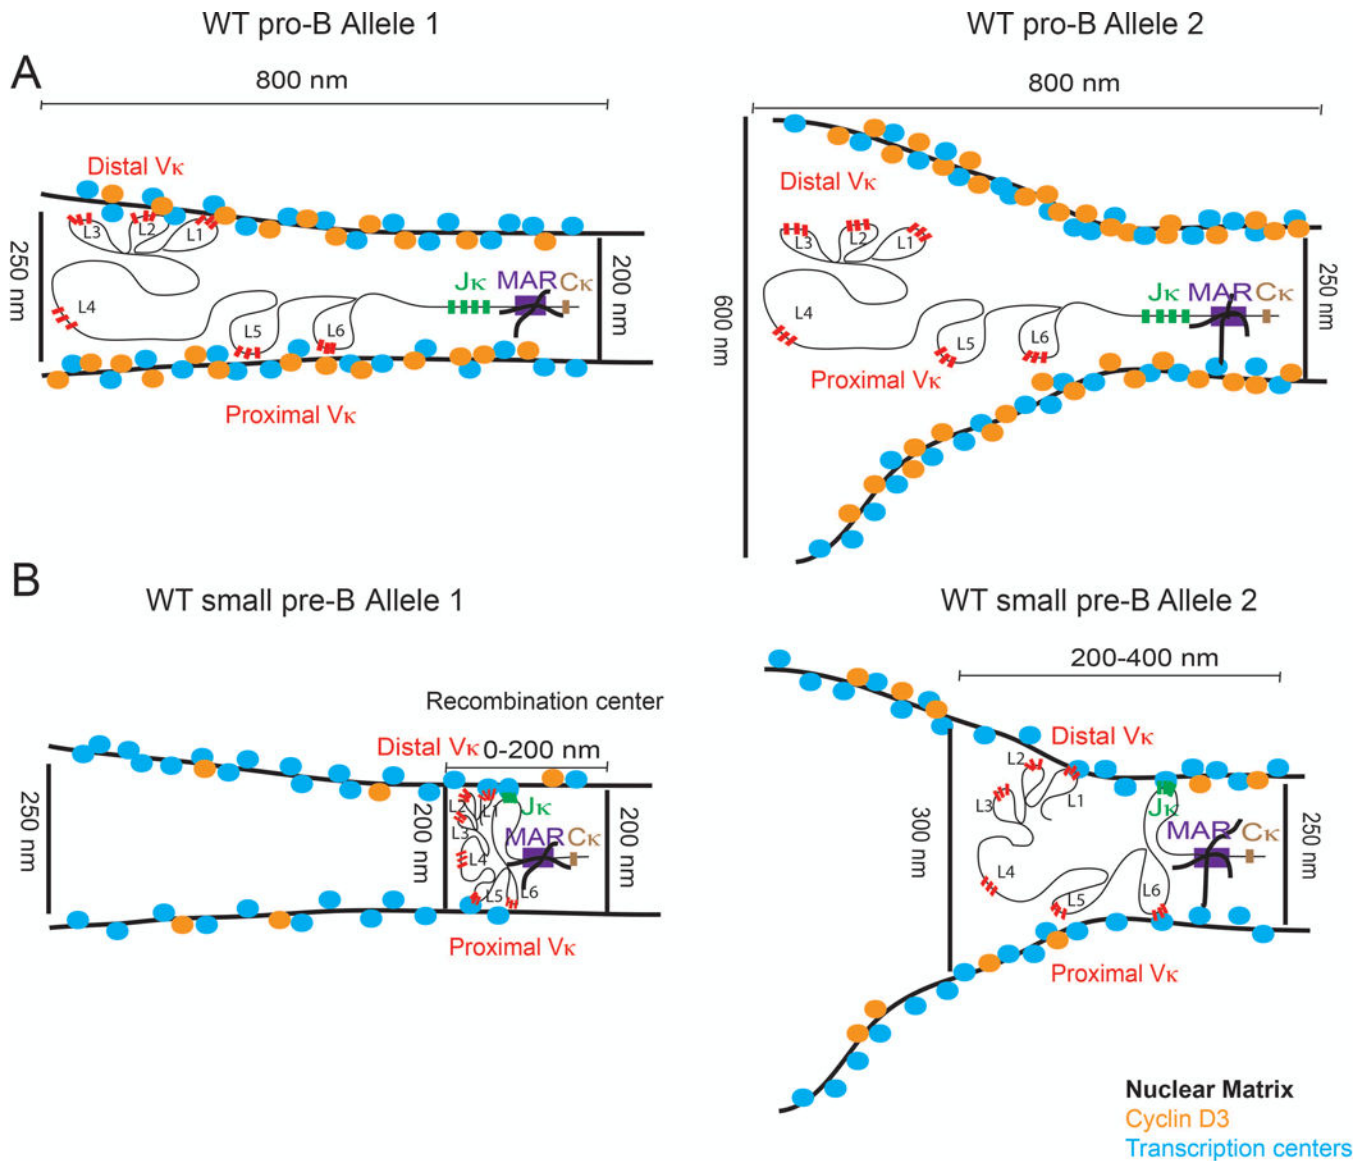 WT pro-B Allele 1
WT pro-B Allele 2
A
800 nm
800 nm
Distal Vκ
L3
L2
L1
250 nm
L4
L5
L6
Jκ
MAR
Cκ
200 nm
Proximal Vκ
Distal Vκ
L3
L2
L1
600 nm
L4
L5
L6
Jκ
MAR
Cκ
250 nm
Proximal Vκ
B
WT small pre-B Allele 1
WT small pre-B Allele 2
Recombination center
Distal Vκ
0-200 nm
250 nm
200 nm
L2
L1
L3
L4
L5
L6
Jκ
MAR
Cκ
200 nm
Proximal Vκ
200-400 nm
Distal Vκ
L2
L1
L3
300 nm
L4
L5
L6
Jκ
MAR
Cκ
250 nm
Proximal Vκ
Nuclear Matrix
Cyclin D3
Transcription centers